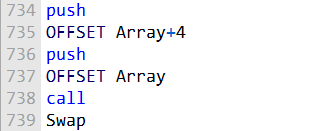 734 push
735 OFFSET Array+4
736 push
737 OFFSET Array
738 call
739 Swap